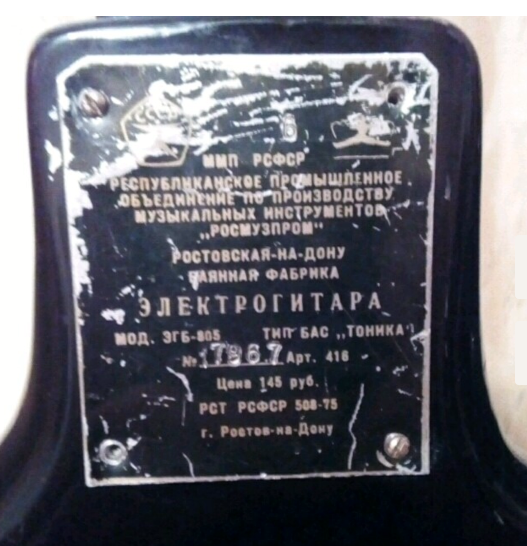 ММП РСФСР
РЕСПУБЛИКАНСКОЕ ПРОМЫШЛЕННОЕ
ОБЪЕДИНЕНИЕ ПО ПРОИЗВОДСТВУ
МУЗЫКАЛЬНЫХ ИНСТРУМЕНТОВ
„РОСМУЗПРОМ“
РОСТОВСКАЯ-НА-ДОНУ
БАЯННАЯ ФАБРИКА
ЭЛЕКТРОГИТАРА
МОД. ЭГБ-805 ТИП БАС „ТОНИКА"
№ Арт. 416
Цена 145 руб.
РСТ РСФСР 508-75
г. Ростов-на-Дону